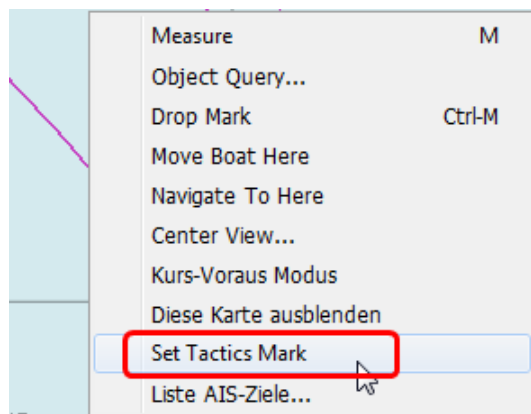 Measure M
Object Query...
Drop Mark Ctrl-M
Move Boat Here
Navigate To Here
Center View...
Kurs-Voraus Modus
Diese Karte ausblenden
Set Tactics Mark
Liste AIS-Ziele...